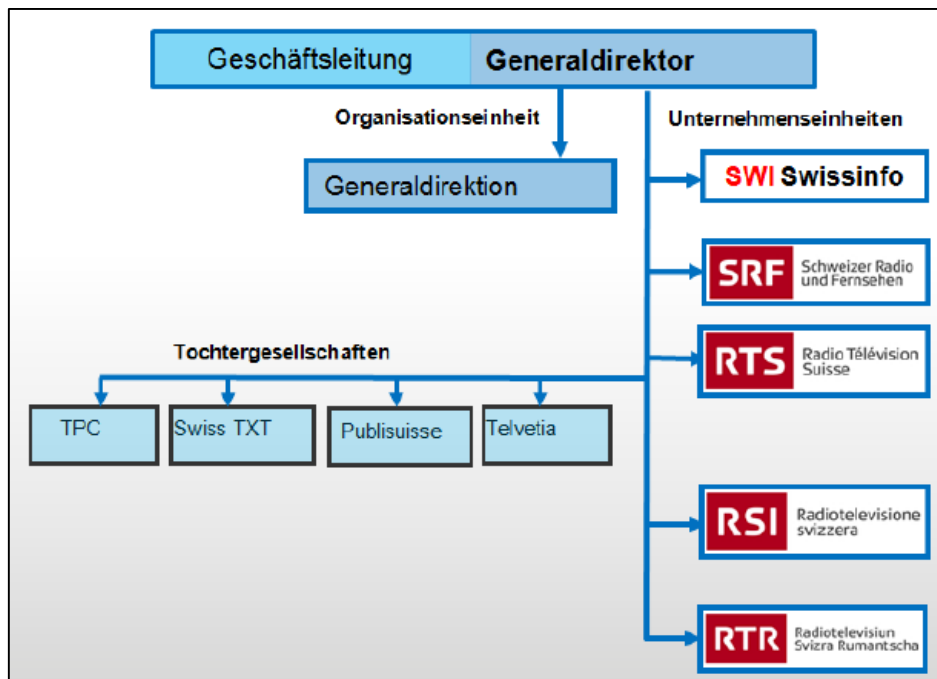 Geschäftsleitung
Generaldirektor
Organisationseinheit
Unternehmenseinheiten
Generaldirektion
SWI Swissinfo
SRF
Schweizer Radio
und Fernsehen
Tochtergesellschaften
RTS
Radio Télévision
Suisse
TPC
Swiss TXT
Publisuisse
Telvetia
RSI
Radiotelevisione
svizzera
RTR
Radiotelevisiun
Svizra Rumantscha